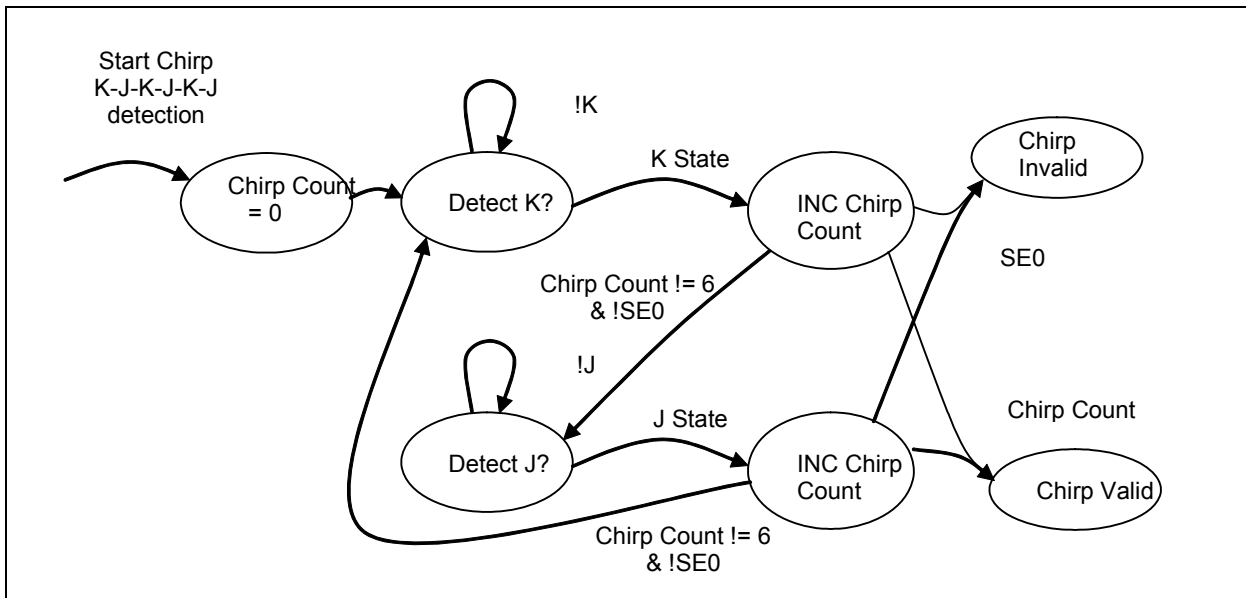 Start Chirp
K-J-K-J-K-J
detection
Chirp Count
= 0
!K
Detect K?
K State
INC Chirp
Count
Chirp
Invalid
SE0
Chirp Count != 6
& !SE0
!J
Detect J?
J State
INC Chirp
Count
Chirp Count
Chirp Valid
Chirp Count != 6
& !SE0